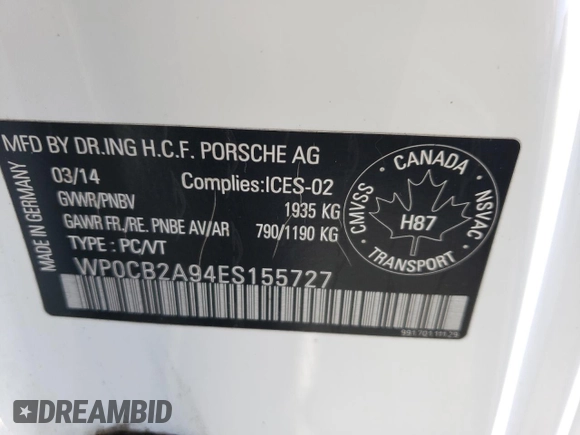 MFD BY DR.ING H.C.F. PORSCHE AG
03/14 Complies:ICES-02
GVWR/PNBV 1935 KG
GAWR FR./RE. PNBE AV/AR 790/1190 KG
TYPE : PC/VT
WP0CB2A94ES155727
MADE IN GERMANY
CANADA
CMVSS
NSVAC
H87
TRANSPORT
DREAMBID